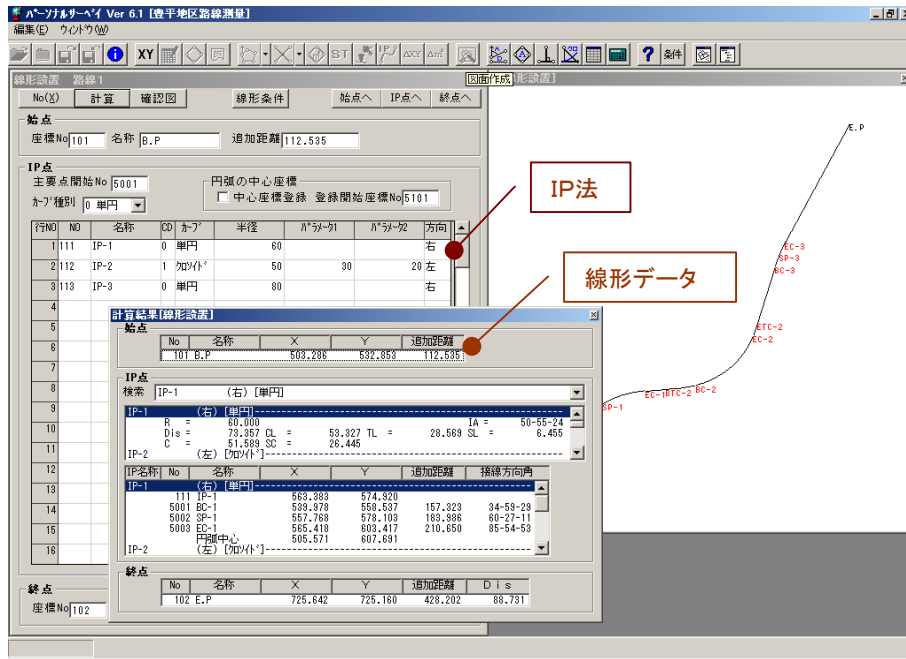 ﾊﾟｰｿﾅﾙｻｰﾍﾞｲ Ver 6.1 [豊平地区路線測量]
編集(E) ｳｨﾝﾄﾞｳ(W)
XY ST IP 条件
線形設置 路線1
図面作成
形設置]
No(X) 計算 確認図 線形条件 始点へ IP点へ 終点へ
始点
座標No 101 名称 B.P 追加距離 112.535
IP点
主要点開始No 5001
ｶｰﾌﾞ種別 0 単円
円弧の中心座標
中心座標登録 登録開始座標No 5101
行NO NO 名称 CD ｶｰﾌﾞ 半径 ﾊﾟﾗﾒｰﾀ1 ﾊﾟﾗﾒｰﾀ2 方向
1 111 IP-1 0 単円 60 右
2 112 IP-2 1 ｸﾛｿｲﾄﾞ 50 30 20 左
3 113 IP-3 0 単円 80 右
4
5
6
7
8
9
10
11
12
13
14
15
16
終点
座標No 102
計算結果[線形設置]
始点
No 名称 X Y 追加距離
101 B.P 503.286 532.853 112.535
IP点
検索 IP-1 (右) [単円]
IP-1 (右) [単円]
R = 60.000 IA = 50-55-24
Dis = 73.357 CL = 53.327 TL = 28.569 SL = 6.455
C = 51.589 SC = 26.445
IP-2 (左) [ｸﾛｿｲﾄﾞ]
IP名称 No 名称 X Y 追加距離 接線方向角
IP-1 (右) [単円]
111 IP-1 563.383 574.920
5001 BC-1 539.978 558.537 157.323 34-59-29
5002 SP-1 557.768 578.103 183.986 60-27-11
5003 EC-1 565.418 603.417 210.650 85-54-53
円弧中心 505.571 607.691
IP-2 (左) [ｸﾛｿｲﾄﾞ]
終点
No 名称 X Y 追加距離 Dis
102 E.P 725.642 725.160 428.202 88.731
IP法
線形データ
E.P
EC-3
SP-3
BC-3
ETC-2
EC-2
BC-2
BTC-2
EC-1
SP-1